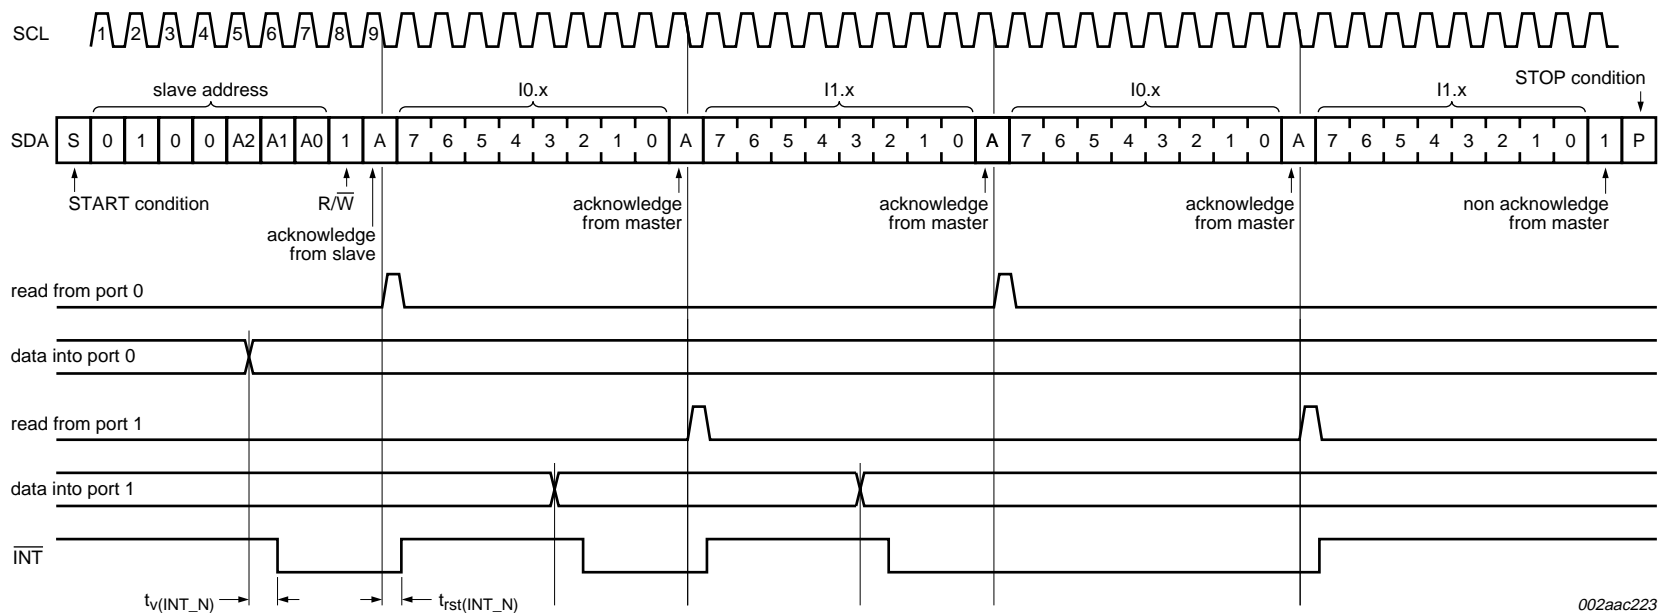 SCL 1 2 3 4 5 6 7 8 9
slave address I0.x I1.x I0.x I1.x STOP condition
SDA S 0 1 0 0 A2 A1 A0 1 A 7 6 5 4 3 2 1 0 A 7 6 5 4 3 2 1 0 A 7 6 5 4 3 2 1 0 A 7 6 5 4 3 2 1 0 1 P
START condition R/W̅ acknowledge from master acknowledge from master acknowledge from master non acknowledge from master
acknowledge
from slave
read from port 0
data into port 0
read from port 1
data into port 1
I̅N̅T̅
tv(INT_N) trst(INT_N) 002aac223